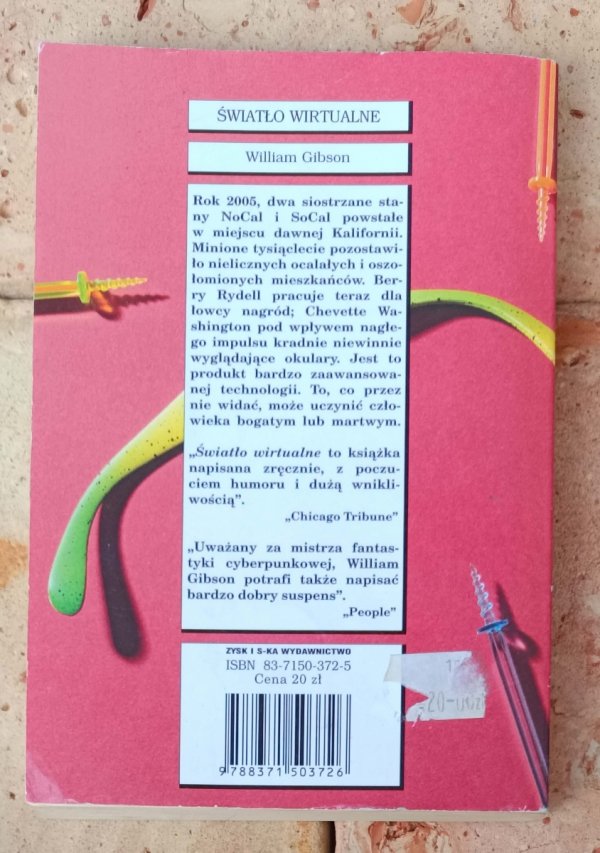 ŚWIATŁO WIRTUALNE
William Gibson
Rok 2005, dwa siostrzane sta-
ny NoCal i SoCal powstałe
w miejscu dawnej Kalifornii.
Minione tysiąclecie pozostawi-
ło nielicznych ocalałych i oszo-
łomionych mieszkańców. Ber-
ry Rydell pracuje teraz dla
łowcy nagród; Chevette Wa-
shington pod wpływem nagłe-
go impulsu kradnie niewinnie
wyglądające okulary. Jest to
produkt bardzo zaawansowa-
nej technologii. To, co przez
nie widać, może uczynić czło-
wieka bogatym lub martwym.
„Światło wirtualne to książka
napisana zręcznie, z poczu-
ciem humoru i dużą wnikli-
wością”.
„Chicago Tribune”
„Uważany za mistrza fantas-
tyki cyberpunkowej, William
Gibson potrafi także napisać
bardzo dobry suspens”.
„People”
ZYSK I S-KA WYDAWNICTWO
ISBN 83-7150-372-5
Cena 20 zł
9 788371 503726